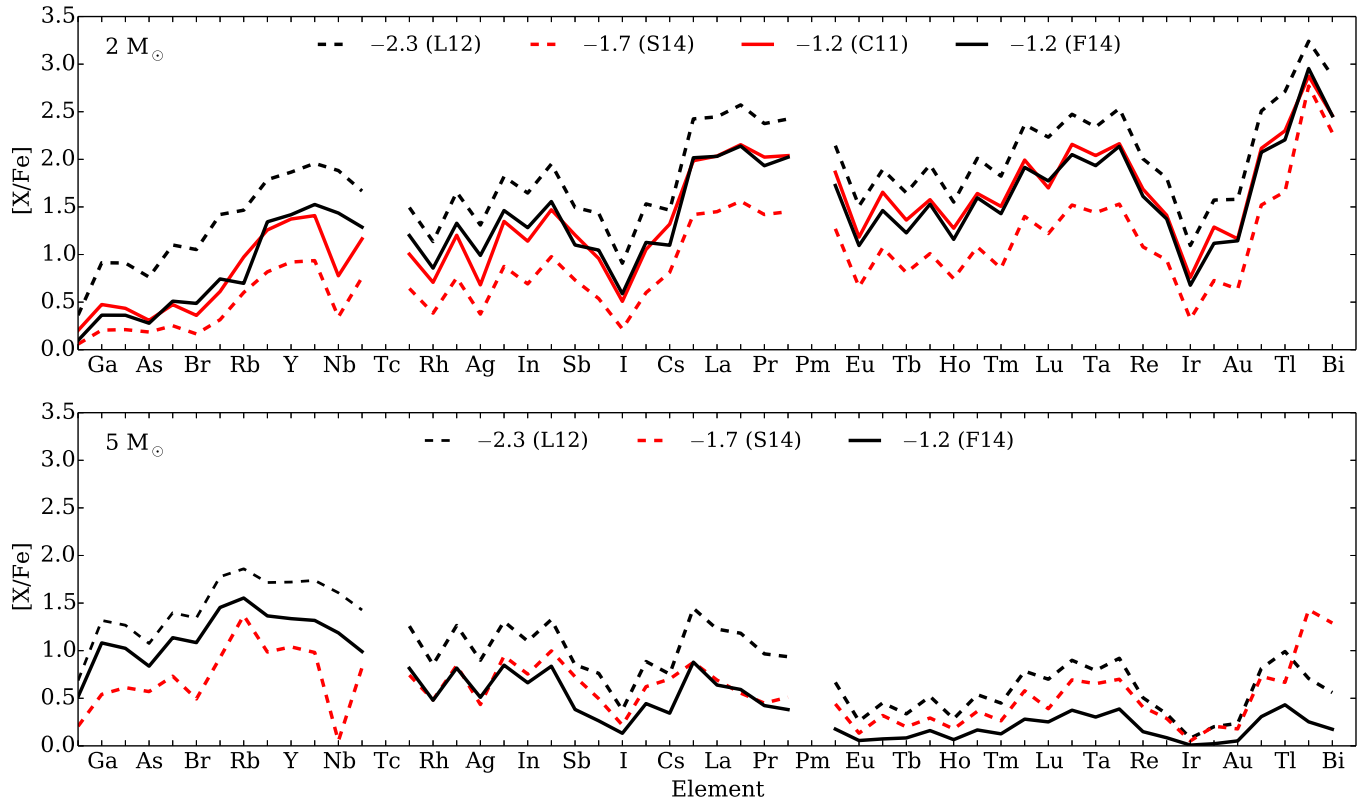 3.5
3.0
2.5
2.0
1.5
1.0
0.5
0.0
[X/Fe]
2 M☉
−2.3 (L12) −1.7 (S14) −1.2 (C11) −1.2 (F14)
Ga As Br Rb Y Nb Tc Rh Ag In Sb I Cs La Pr Pm Eu Tb Ho Tm Lu Ta Re Ir Au Tl Bi
3.5
3.0
2.5
2.0
1.5
1.0
0.5
0.0
[X/Fe]
5 M☉
−2.3 (L12) −1.7 (S14) −1.2 (F14)
Ga As Br Rb Y Nb Tc Rh Ag In Sb I Cs La Pr Pm Eu Tb Ho Tm Lu Ta Re Ir Au Tl Bi
Element